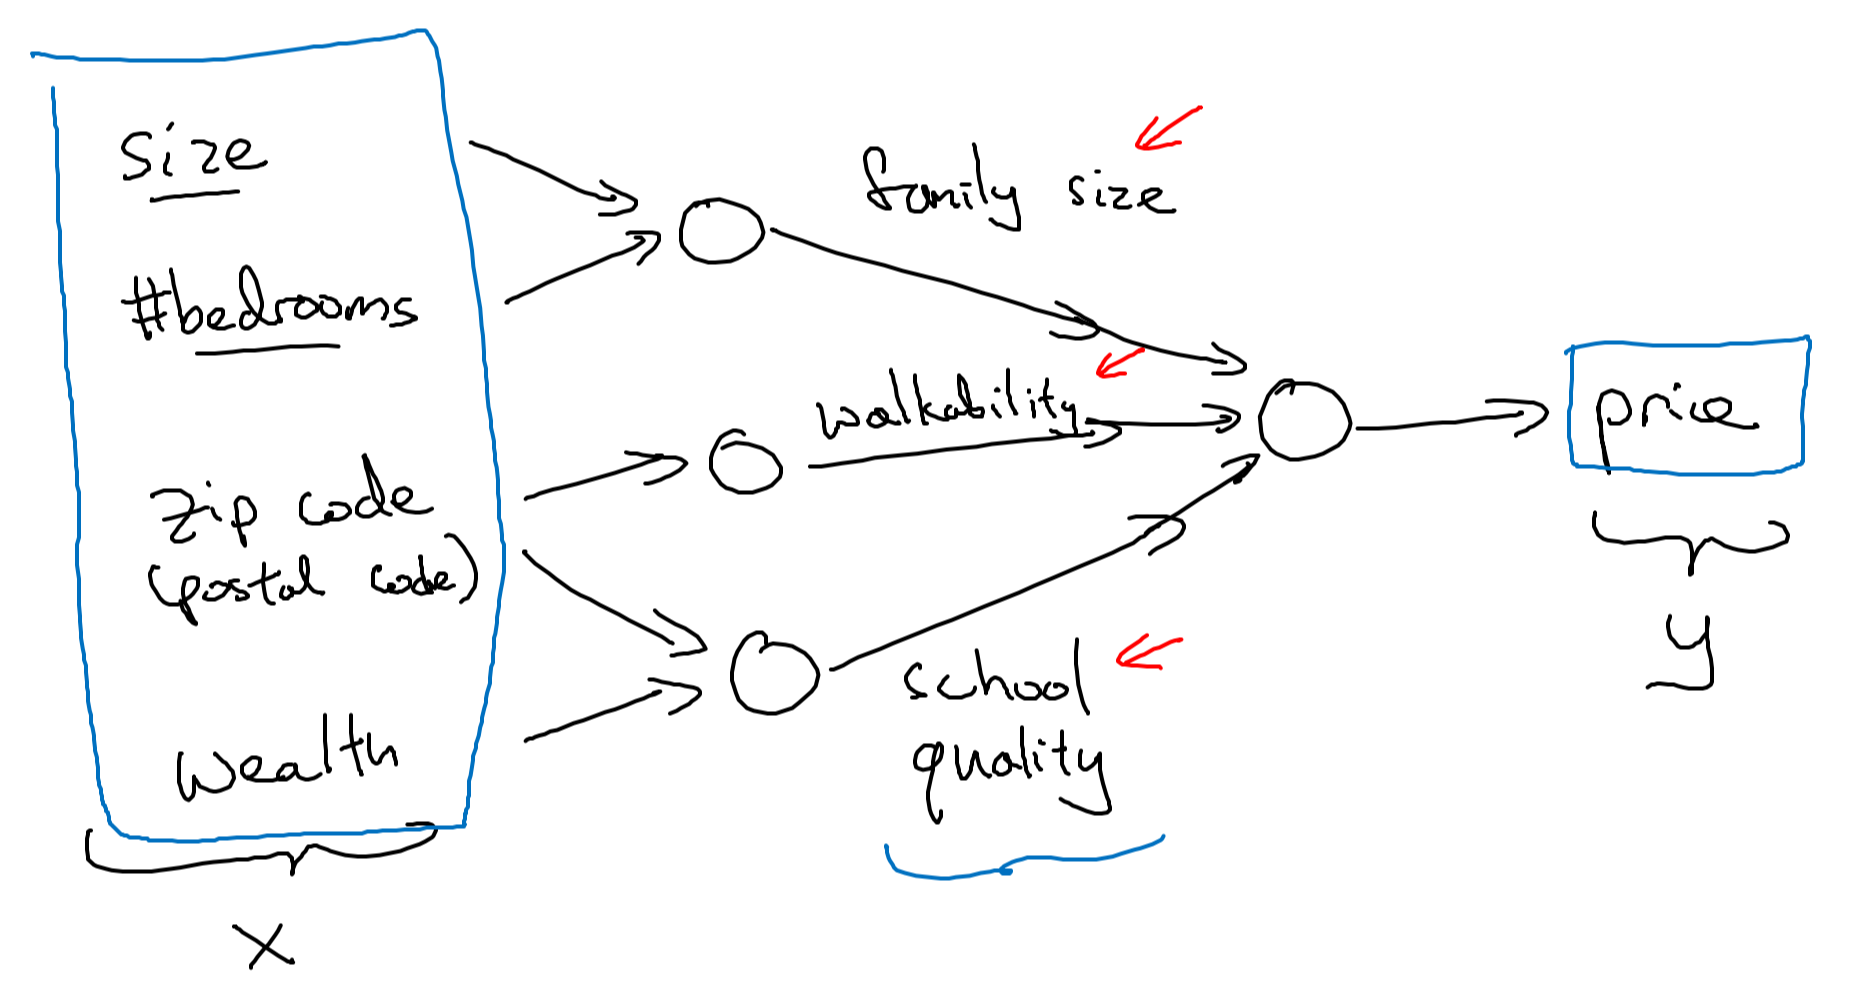 size
#bedrooms
zip code
(postal code)
wealth
X
family size
walkability
school
quality
price
y